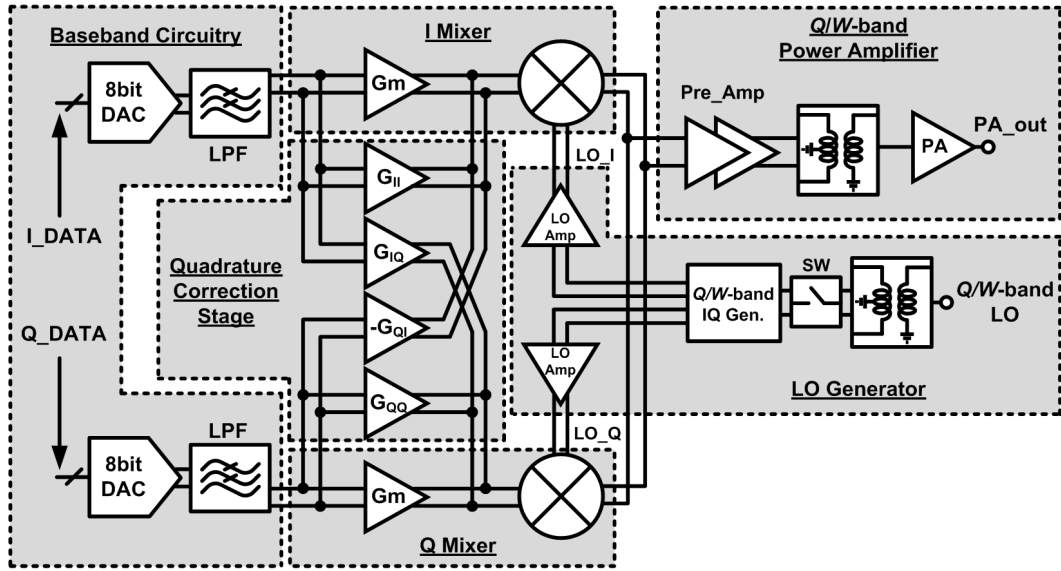 Baseband Circuitry
8bit
DAC
LPF
I_DATA
Q_DATA
8bit
DAC
LPF
I Mixer
Gm
Quadrature
Correction
Stage
GII
GIQ
-GQI
GQQ
Gm
Q Mixer
LO_I
LO
Amp
LO
Amp
LO_Q
Q/W-band
Power Amplifier
Pre_Amp
PA
PA_out
Q/W-band
IQ Gen.
SW
Q/W-band
LO
LO Generator